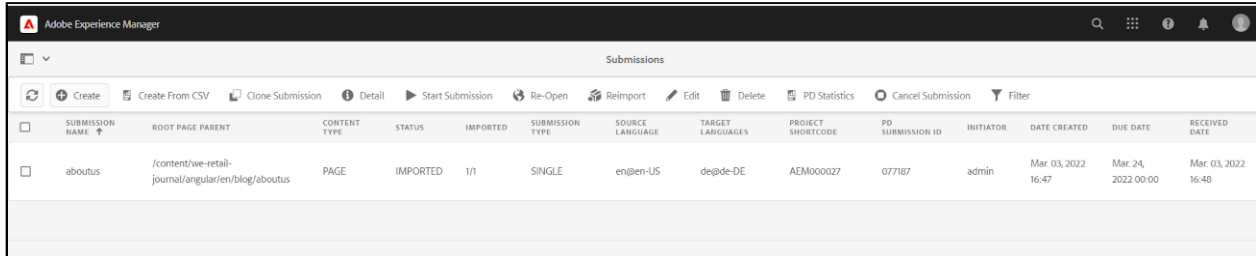 Adobe Experience Manager
Submissions
Create Create From CSV Clone Submission Detail Start Submission Re-Open Reimport Edit Delete PD Statistics Cancel Submission Filter
SUBMISSION NAME ROOT PAGE PARENT CONTENT TYPE STATUS IMPORTED SUBMISSION TYPE SOURCE LANGUAGE TARGET LANGUAGES PROJECT SHORTCODE PD SUBMISSION ID INITIATOR DATE CREATED DUE DATE RECEIVED DATE
aboutus /content/we-retail-journal/angular/en/blog/aboutus PAGE IMPORTED 1/1 SINGLE en@en-US de@de-DE AEM000027 077187 admin Mar. 03, 2022 16:47 Mar. 24, 2022 00:00 Mar. 03, 2022 16:48